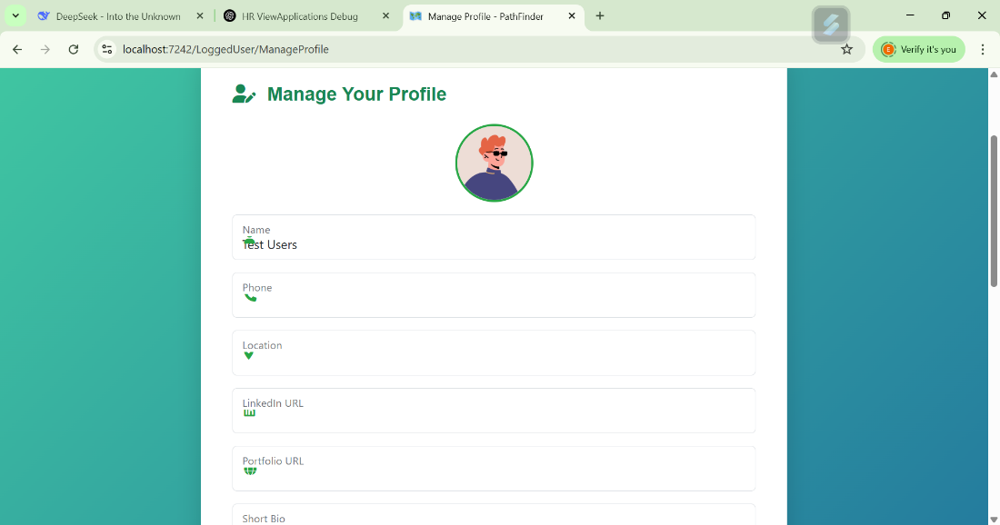 DeepSeek - Into the Unknown
HR ViewApplications Debug
Manage Profile - PathFinder
localhost:7242/LoggedUser/ManageProfile
E
Verify it's you
Manage Your Profile
Name
Test Users
Phone
Location
LinkedIn URL
Portfolio URL
Short Bio